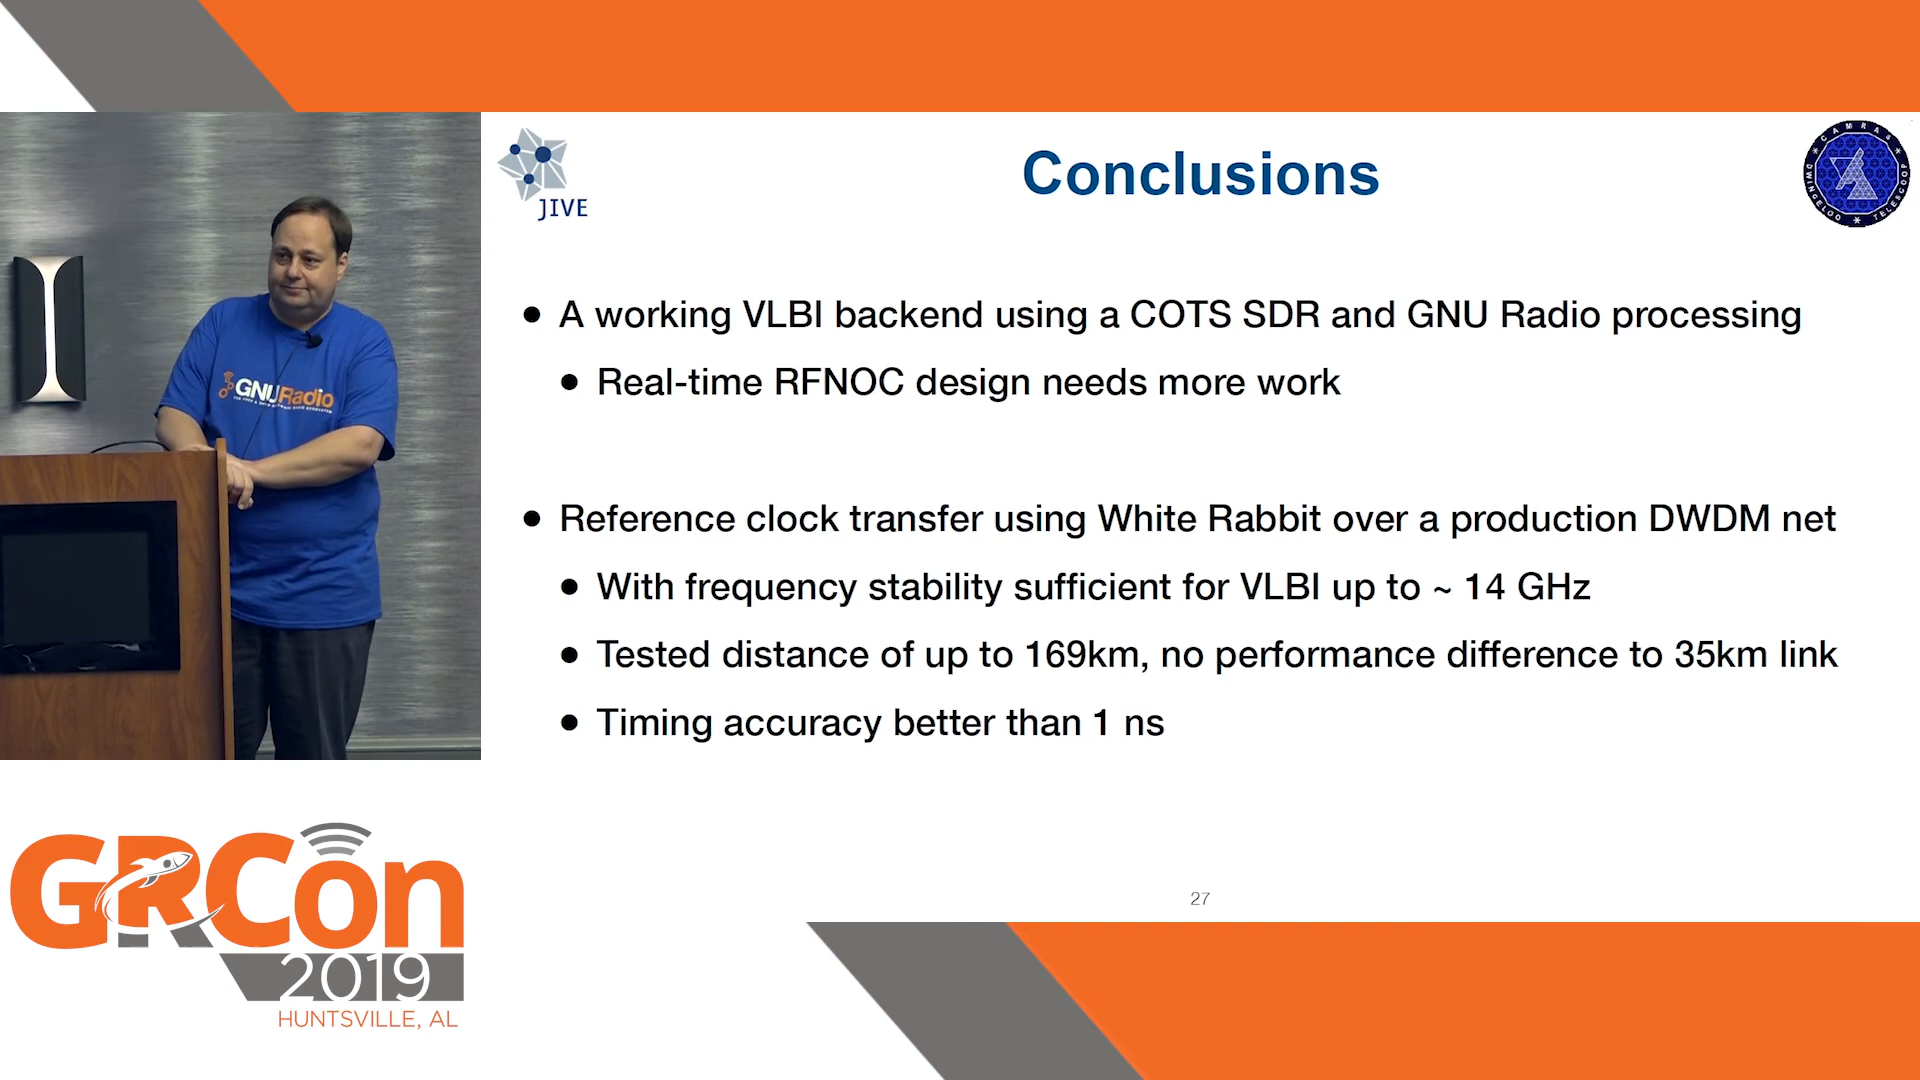 JIVE
Conclusions
CAMRAS
DWINGELOO TELESCOOP
• A working VLBI backend using a COTS SDR and GNU Radio processing
• Real-time RFNOC design needs more work
• Reference clock transfer using White Rabbit over a production DWDM net
• With frequency stability sufficient for VLBI up to ~ 14 GHz
• Tested distance of up to 169km, no performance difference to 35km link
• Timing accuracy better than 1 ns
27
GNURadio
GRCon
2019
HUNTSVILLE, AL